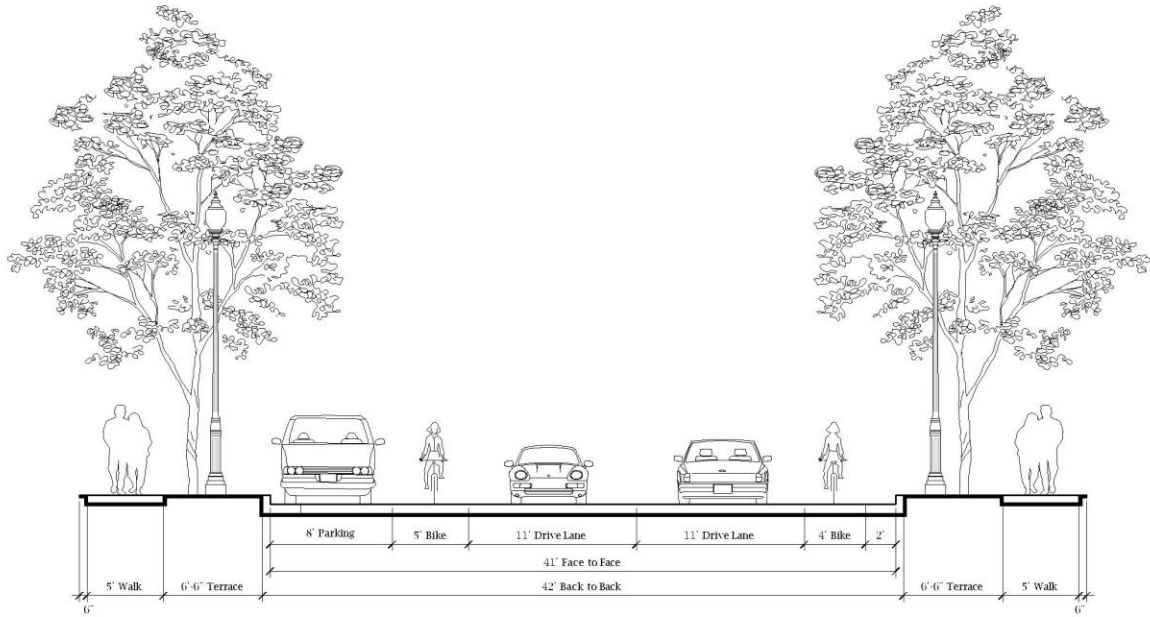 8' Parking
5' Bike
11' Drive Lane
11' Drive Lane
4' Bike
2'
41' Face to Face
5' Walk
6'-6" Terrace
42' Back to Back
6'-6" Terrace
5' Walk
6"
6"